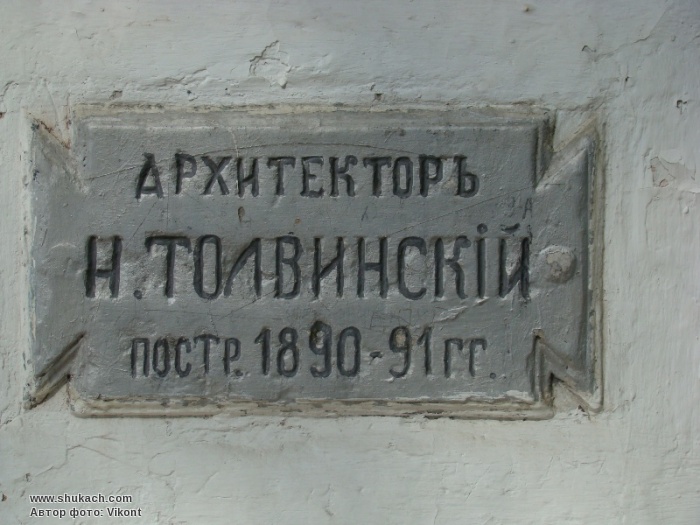 АРХИТЕКТОРЪ
Н. ТОЛВИНСКІЙ
ПОСТР. 1890-91 ГГ.
www.shukach.com
Автор фото: Vikont